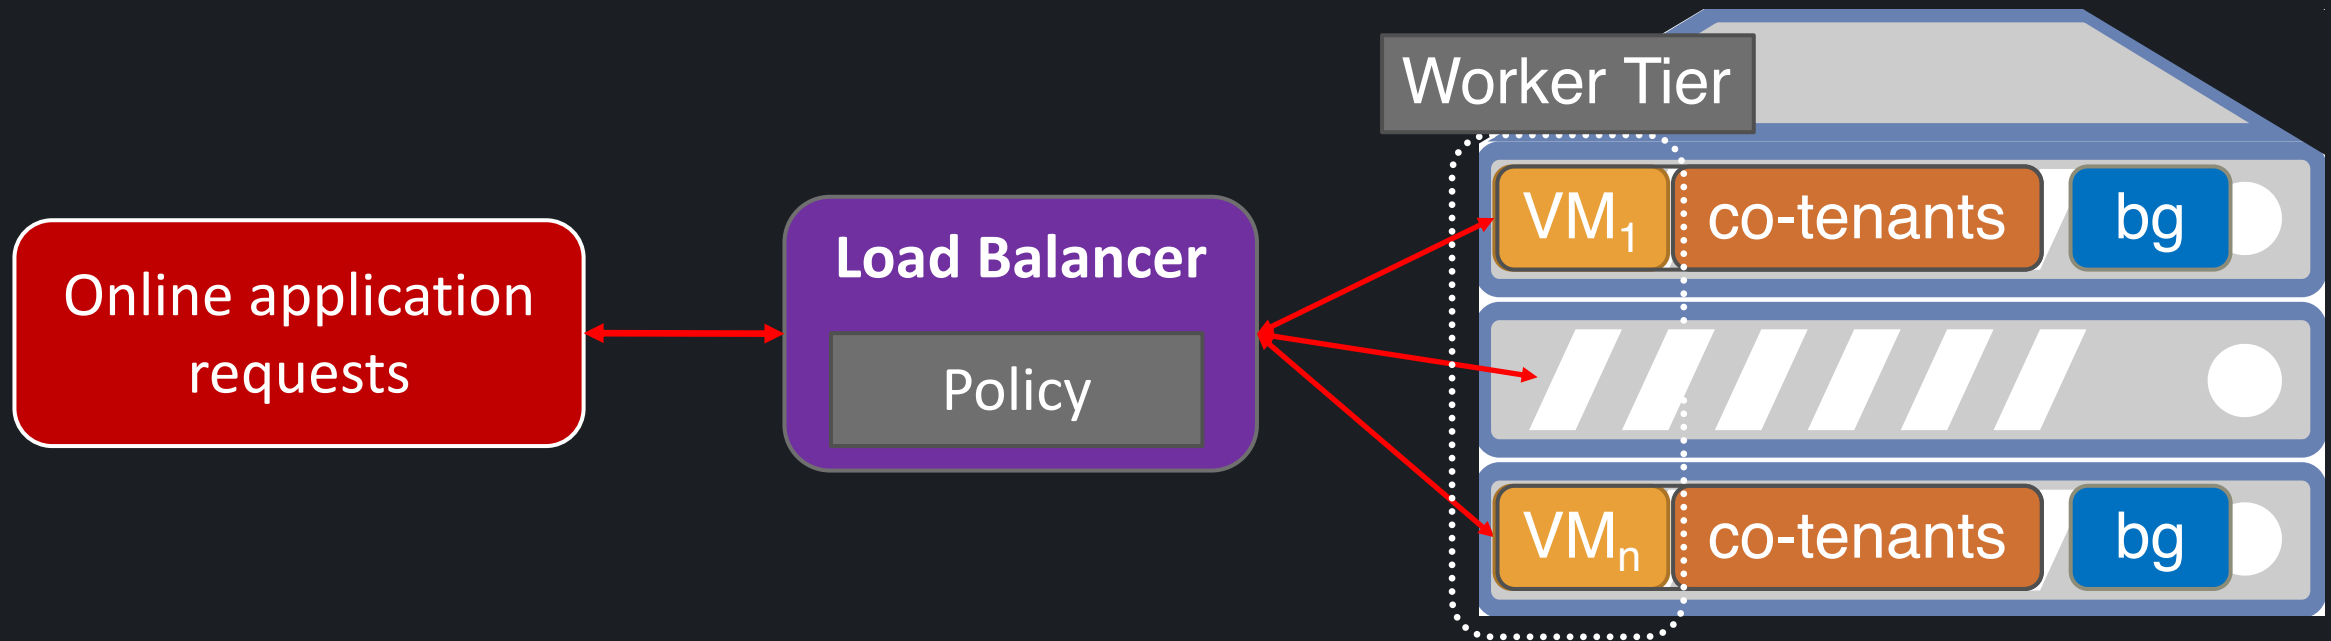 Online application
requests
Load Balancer
Policy
Worker Tier
VM₁ co-tenants bg
VMₙ co-tenants bg